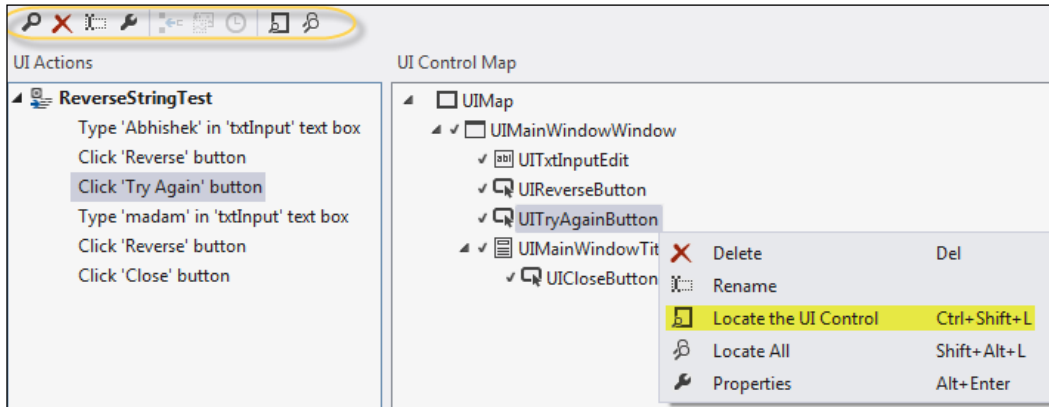 UI Actions
UI Control Map
ReverseStringTest
Type 'Abhishek' in 'txtInput' text box
Click 'Reverse' button
Click 'Try Again' button
Type 'madam' in 'txtInput' text box
Click 'Reverse' button
Click 'Close' button
UIMap
UIMainWindowWindow
UITxtInputEdit
UIReverseButton
UITryAgainButton
UIMainWindowTit
UICloseButton
Delete Del
Rename
Locate the UI Control Ctrl+Shift+L
Locate All Shift+Alt+L
Properties Alt+Enter